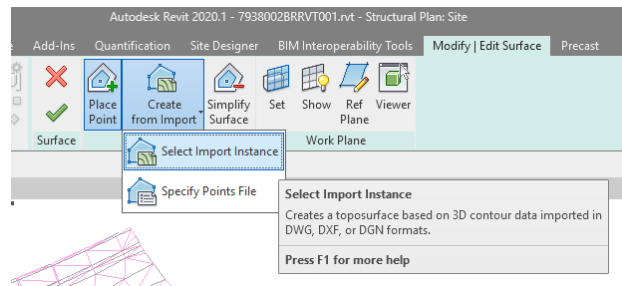 Autodesk Revit 2020.1 - 7938002BRRVT001.rvt - Structural Plan: Site
Add-Ins Quantification Site Designer BIM Interoperability Tools Modify | Edit Surface Precast
Place Point
Create from Import
Simplify Surface
Set
Show
Ref Plane
Viewer
Surface
Work Plane
Select Import Instance
Specify Points File
Select Import Instance
Creates a toposurface based on 3D contour data imported in
DWG, DXF, or DGN formats.
Press F1 for more help